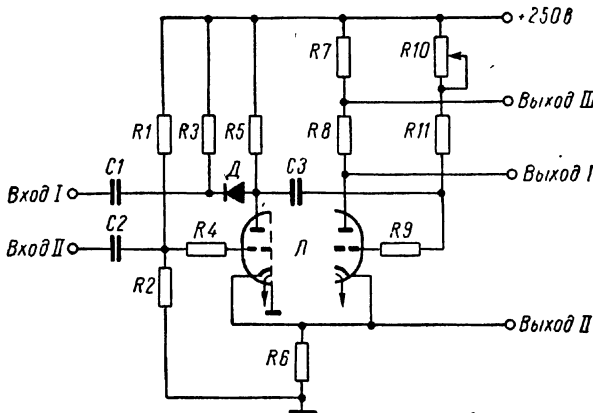 +250в
R7
R10
Выход III
R1
R3
R5
R8
R11
C1
Д
C3
Вход I
Выход I
C2
R4
Л
R9
Вход II
R2
Выход II
R6